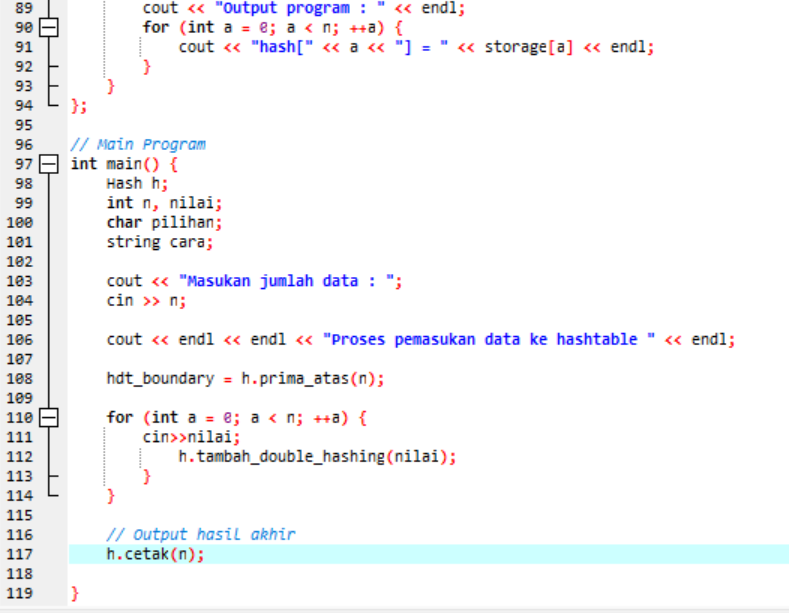 89 cout << "Output program : " << endl;
90 for (int a = 0; a < n; ++a) {
91 cout << "hash[" << a << "] = " << storage[a] << endl;
92 }
93 }
94 };
95
96 // Main Program
97 int main() {
98 Hash h;
99 int n, nilai;
100 char pilihan;
101 string cara;
102
103 cout << "Masukan jumlah data : ";
104 cin >> n;
105
106 cout << endl << endl << "Proses pemasukan data ke hashtable " << endl;
107
108 hdt_boundary = h.prima_atas(n);
109
110 for (int a = 0; a < n; ++a) {
111 cin>>nilai;
112 h.tambah_double_hashing(nilai);
113 }
114 }
115
116 // Output hasil akhir
117 h.cetak(n);
118
119 }